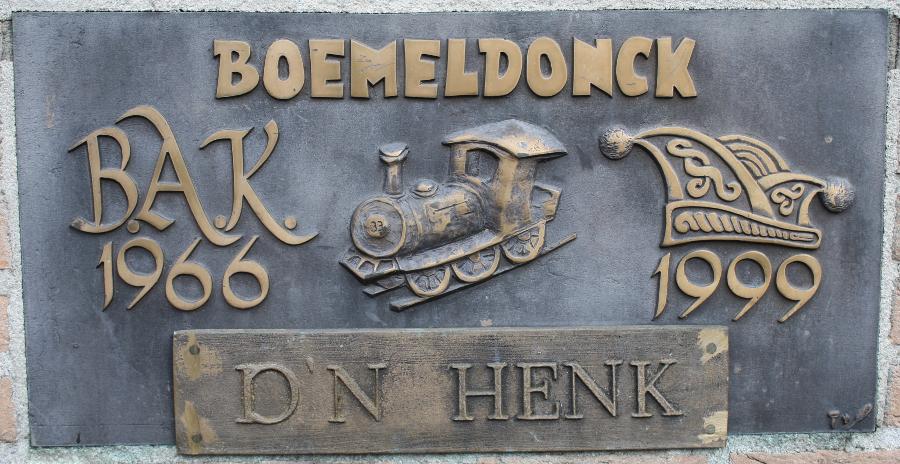 BOEMELDONCK
B.A.K.
1966
1999
D'N HENK